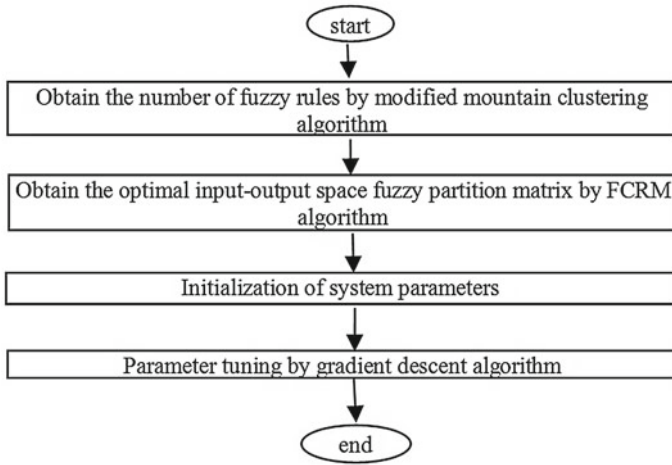 start
Obtain the number of fuzzy rules by modified mountain clustering
algorithm
Obtain the optimal input-output space fuzzy partition matrix by FCRM
algorithm
Initialization of system parameters
Parameter tuning by gradient descent algorithm
end